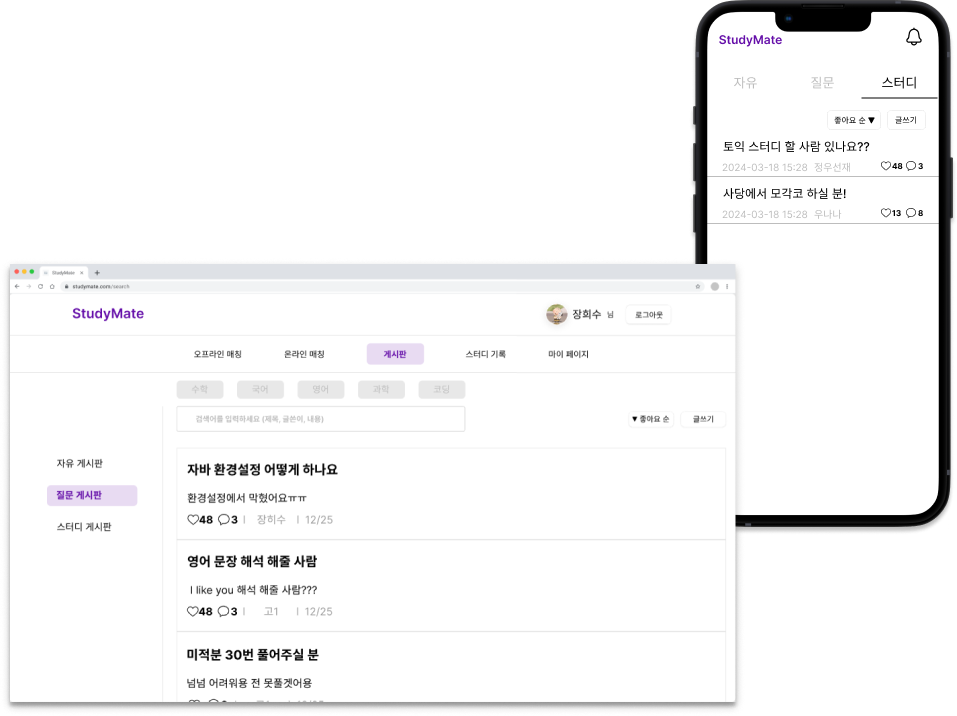 StudyMate
자유 질문 스터디
좋아요 순 ▼ 글쓰기
토익 스터디 할 사람 있나요??
2024-03-18 15:28 정우선재 48 3
사당에서 모각코 하실 분!
2024-03-18 15:28 우나나 13 8
StudyMate
studymate.com/search
StudyMate 장희수 님 로그아웃
오프라인 매칭 온라인 매칭 게시판 스터디 기록 마이 페이지
수학 국어 영어 과학 코딩
검색어를 입력하세요 (제목, 글쓴이, 내용) ▼ 좋아요 순 글쓰기
자유 게시판
질문 게시판
스터디 게시판
자바 환경설정 어떻게 하나요
환경설정에서 막혔어요ㅠㅠ
48 3 | 장히수 | 12/25
영어 문장 해석 해줄 사람
I like you 해석 해줄 사람???
48 3 | 고1 | 12/25
미적분 30번 풀어주실 분
넘넘 어려워용 전 못풀겟어용